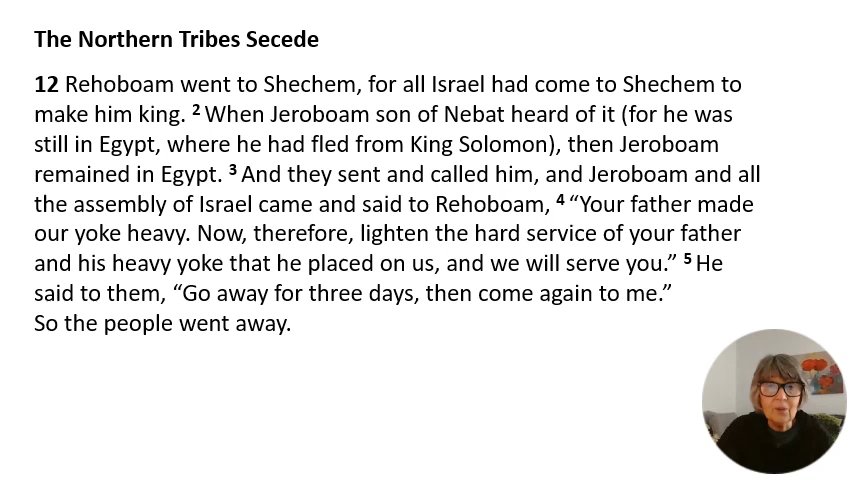 The Northern Tribes Secede
12 Rehoboam went to Shechem, for all Israel had come to Shechem to
make him king. 2 When Jeroboam son of Nebat heard of it (for he was
still in Egypt, where he had fled from King Solomon), then Jeroboam
remained in Egypt. 3 And they sent and called him, and Jeroboam and all
the assembly of Israel came and said to Rehoboam, 4 “Your father made
our yoke heavy. Now, therefore, lighten the hard service of your father
and his heavy yoke that he placed on us, and we will serve you.” 5 He
said to them, “Go away for three days, then come again to me.”
So the people went away.